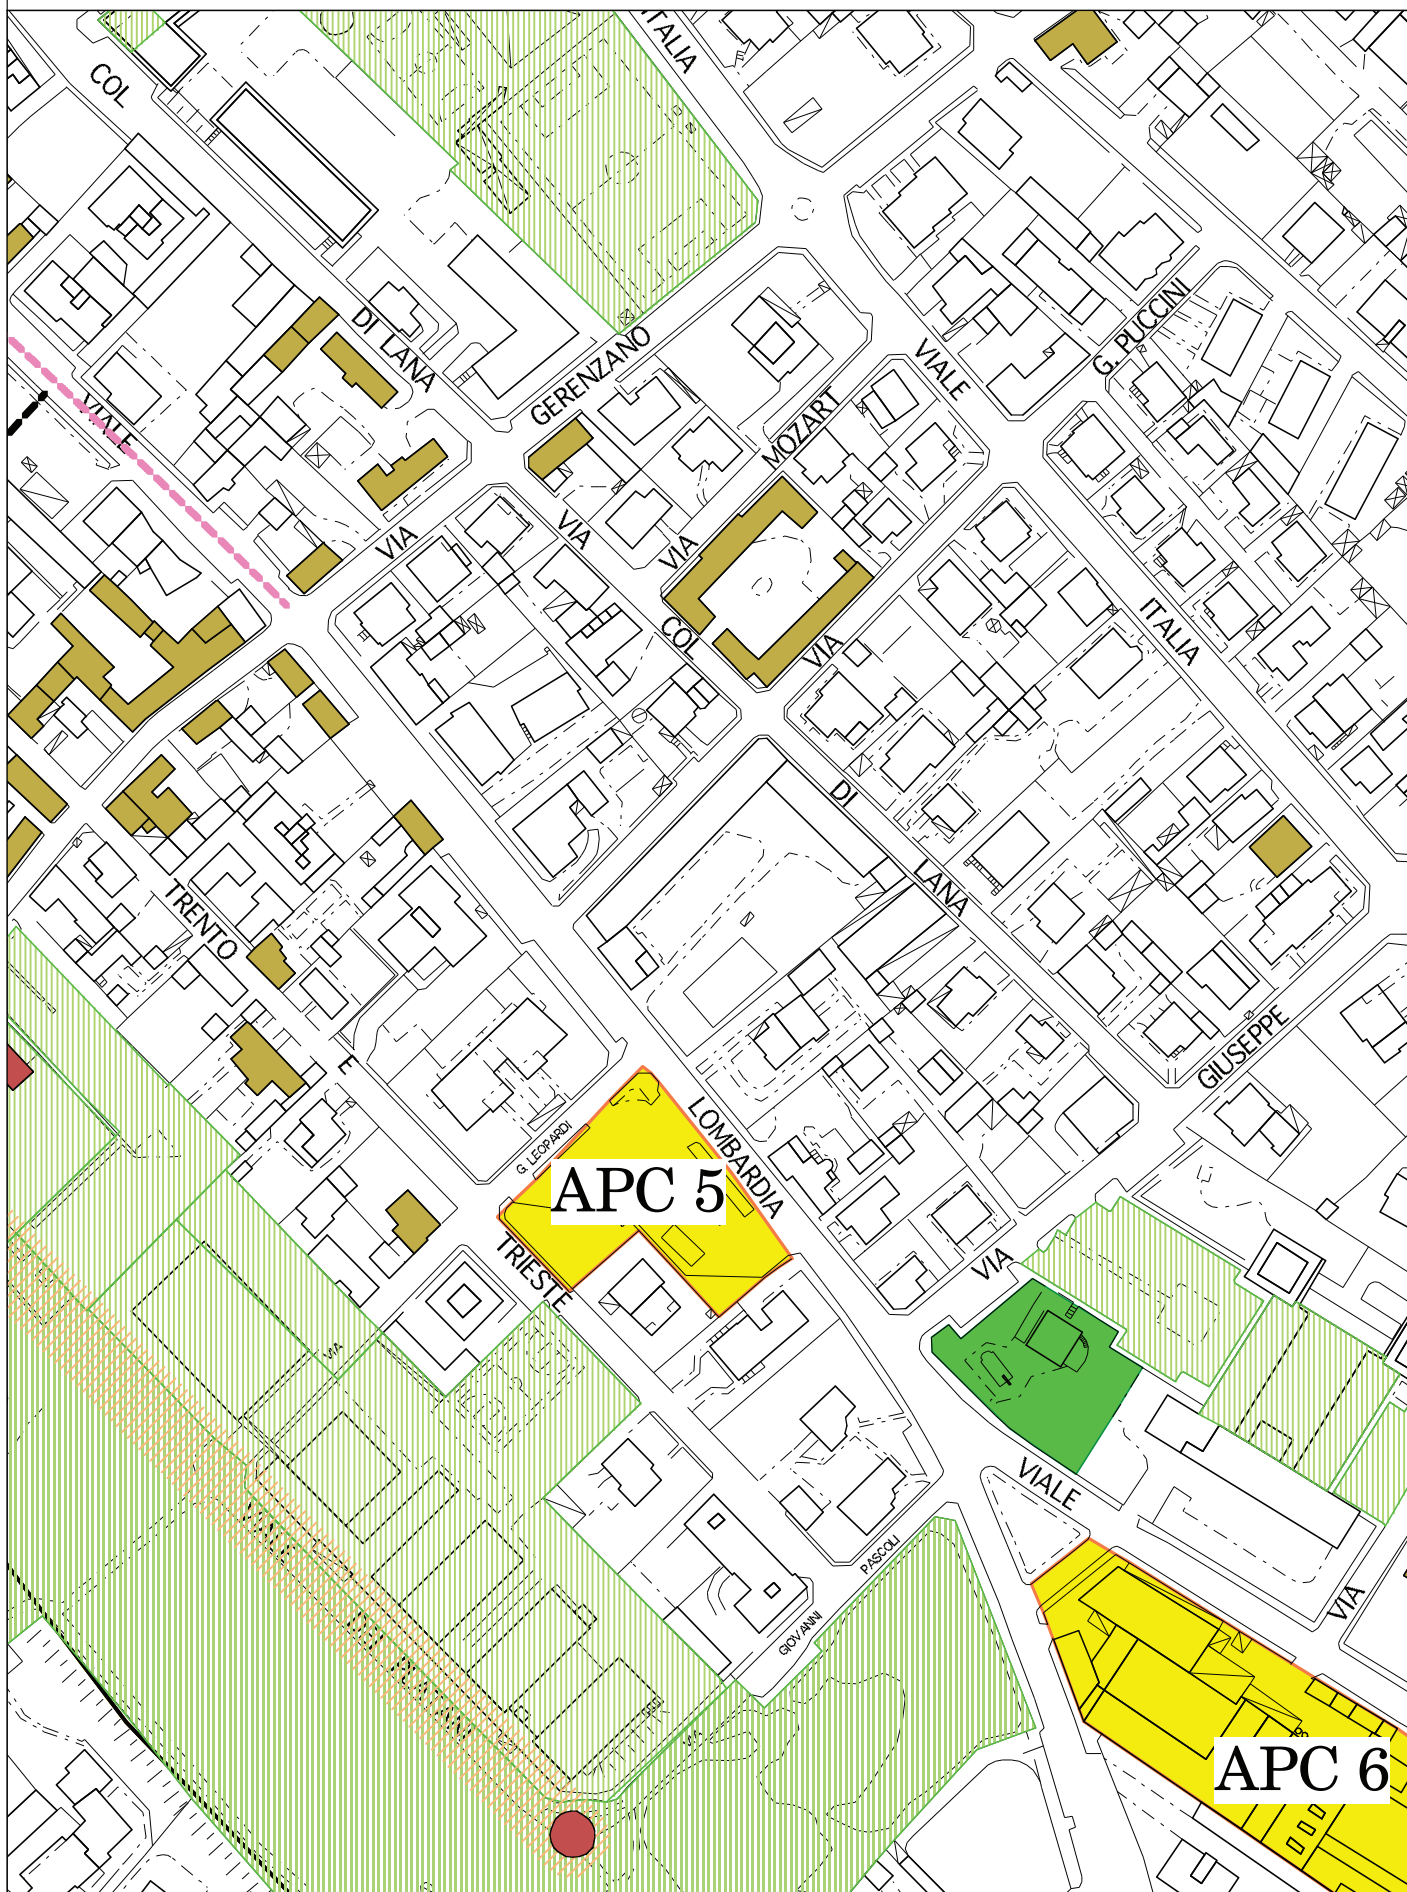 ITALIA
COL
DI LANA
GERENZANO
VIALE
G. PUCCINI
VIALE
MOZART
VIA
VIA
VIA
COL
VIA
ITALIA
DI
LANA
TRENTO
GIUSEPPE
E
LOMBARDIA
G. LEOPARDI
APC 5
TRIESTE
VIA
VIA
VIALE
PASCOLI
GIOVANNI
VIA
APC 6